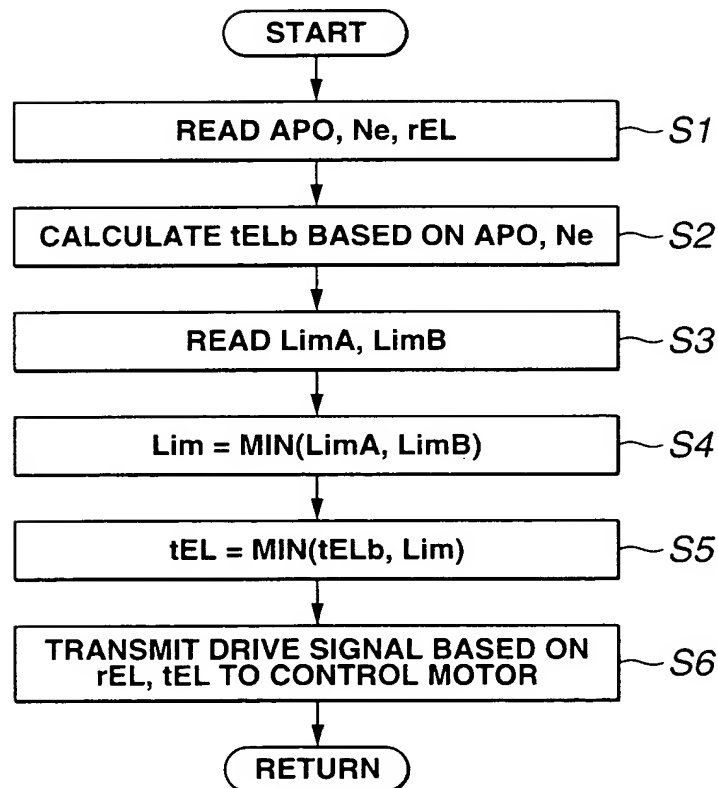 START
READ APO, Ne, rEL
S1
CALCULATE tELb BASED ON APO, Ne
S2
READ LimA, LimB
S3
Lim = MIN(LimA, LimB)
S4
tEL = MIN(tELb, Lim)
S5
TRANSMIT DRIVE SIGNAL BASED ON
rEL, tEL TO CONTROL MOTOR
S6
RETURN